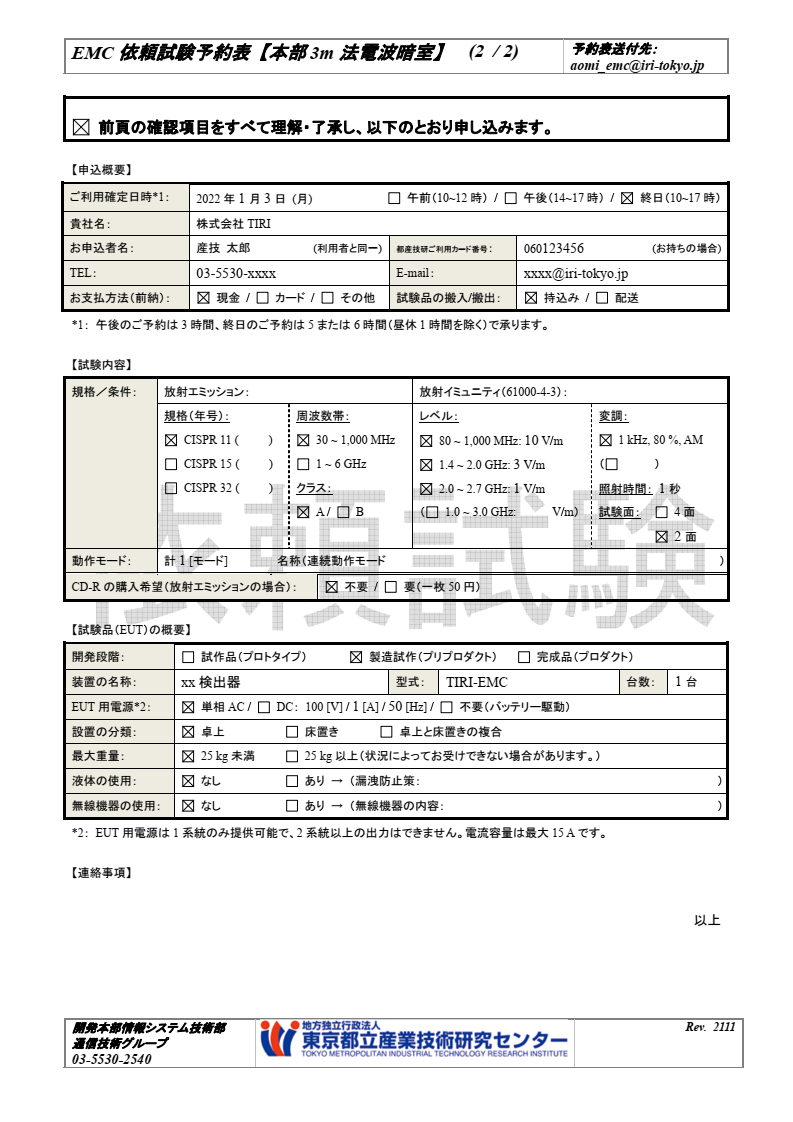 EMC 依頼試験予約表【本部 3m 法電波暗室】 (2 / 2) 予約表送付先：
aomi_emc@iri-tokyo.jp
☒ 前頁の確認項目をすべて理解・了承し、以下のとおり申し込みます。
【申込概要】
ご利用確定日時*1： 2022 年 1 月 3 日 (月) ☐ 午前（10~12 時） / ☐ 午後（14~17 時） / ☒ 終日（10~17 時）
貴社名： 株式会社 TIRI
お申込者名： 産技 太郎 （利用者と同一） 都産技研ご利用カード番号： 060123456 （お持ちの場合）
TEL： 03-5530-xxxx E-mail： xxxx@iri-tokyo.jp
お支払方法（前納）： ☒ 現金 / ☐ カード / ☐ その他 試験品の搬入/搬出： ☒ 持込み / ☐ 配送
*1： 午後のご予約は 3 時間、終日のご予約は 5 または 6 時間（昼休 1 時間を除く）で承ります。
【試験内容】
規格／条件： 放射エミッション： 放射イミュニティ（61000-4-3）：
規格（年号）： 周波数帯： レベル： 変調：
☒ CISPR 11 ( ) ☒ 30 ~ 1,000 MHz ☒ 80 ~ 1,000 MHz: 10 V/m ☒ 1 kHz, 80 %, AM
☐ CISPR 15 ( ) ☐ 1 ~ 6 GHz ☒ 1.4 ~ 2.0 GHz: 3 V/m （☐ ）
☐ CISPR 32 ( ) クラス： ☒ 2.0 ~ 2.7 GHz: 1 V/m 照射時間： 1 秒
☒ A / ☐ B （☐ 1.0 ~ 3.0 GHz: V/m） 試験面： ☐ 4 面
☒ 2 面
動作モード： 計 1 [モード] 名称（連続動作モード ）
CD-R の購入希望（放射エミッションの場合）： ☒ 不要 / ☐ 要（一枚 50 円）
依頼試験
【試験品（EUT）の概要】
開発段階： ☐ 試作品（プロトタイプ） ☒ 製造試作（プリプロダクト） ☐ 完成品（プロダクト）
装置の名称： xx 検出器 型式： TIRI-EMC 台数： 1 台
EUT 用電源*2： ☒ 単相 AC / ☐ DC： 100 [V] / 1 [A] / 50 [Hz] / ☐ 不要（バッテリー駆動）
設置の分類： ☒ 卓上 ☐ 床置き ☐ 卓上と床置きの複合
最大重量： ☒ 25 kg 未満 ☐ 25 kg 以上（状況によってお受けできない場合があります。）
液体の使用： ☒ なし ☐ あり → （漏洩防止策： ）
無線機器の使用： ☒ なし ☐ あり → （無線機器の内容： ）
*2： EUT 用電源は 1 系統のみ提供可能で、2 系統以上の出力はできません。電流容量は最大 15 A です。
【連絡事項】
以上
開発本部情報システム技術部
通信技術グループ
03-5530-2540
地方独立行政法人
東京都立産業技術研究センター
TOKYO METROPOLITAN INDUSTRIAL TECHNOLOGY RESEARCH INSTITUTE
Rev. 2111